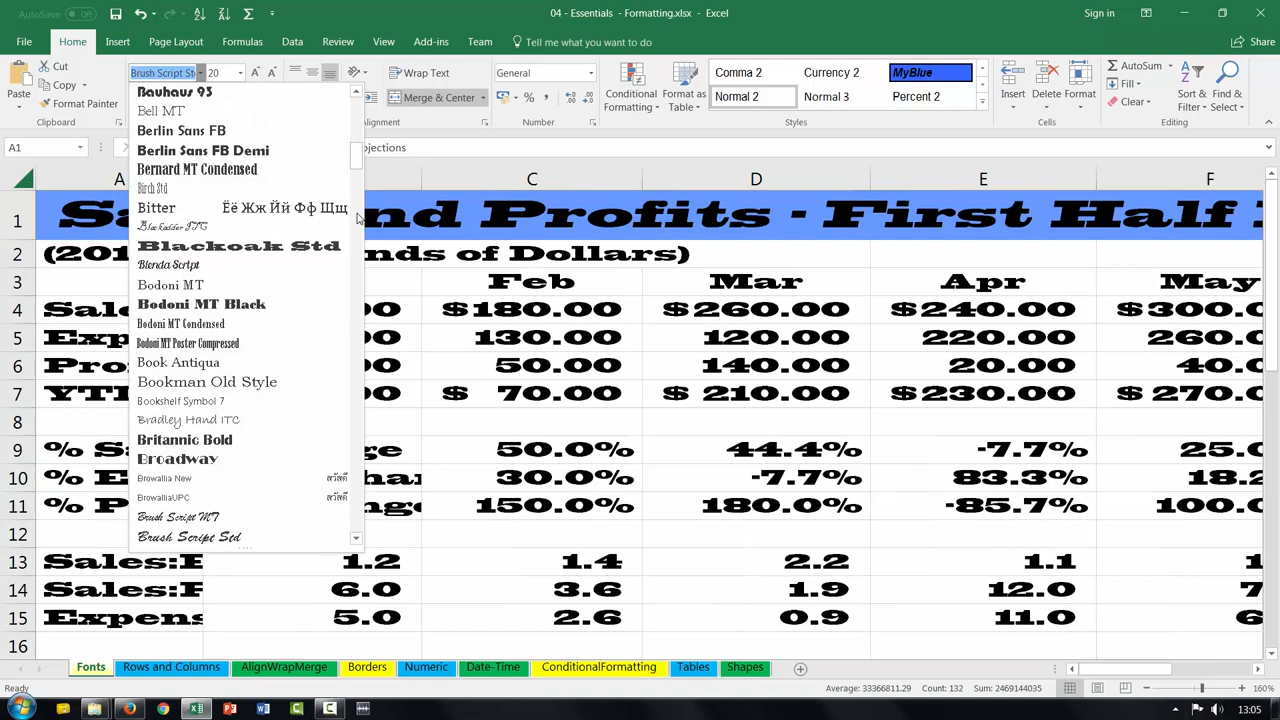 AutoSave Off
04 - Essentials - Formatting.xlsx - Excel
Sign in
File Home Insert Page Layout Formulas Data Review View Add-ins Team Tell me what you want to do Share
Paste
Cut
Copy
Format Painter
Clipboard
Brush Script St 20
Wrap Text
Merge & Center
Alignment
General
%
Number
Conditional Formatting
Format as Table
Comma 2 Currency 2 MyBlue
Normal 2 Normal 3 Percent 2
Styles
Insert Delete Format
Cells
AutoSum
Clear
Sort & Filter
Find & Select
Editing
A1
ojections
Bauhaus 93
Bell MT
Berlin Sans FB
Berlin Sans FB Demi
Bernard MT Condensed
Birch Std
Bitter Ёё Жж Йй Фф Щщ
Blackadder ITC
Blackoak Std
Blenda Script
Bodoni MT
Bodoni MT Black
Bodoni MT Condensed
Bodoni MT Poster Compressed
Book Antiqua
Bookman Old Style
Bookshelf Symbol 7
Bradley Hand ITC
Britannic Bold
Broadway
Browallia New สวัสดี
BrowalliaUPC สวัสดี
Brush Script MT
Brush Script Std
A C D E F
1 Sa nd Profits - First Half
2 (201 nds of Dollars)
3 Feb Mar Apr May
4 Sal 00 $180.00 $260.00 $240.00 $300.0
5 Exp 00 130.00 120.00 220.00 260.0
6 Pro 00 50.00 140.00 20.00 40.0
7 YTI 00 $ 70.00 $ 210.00 $230.00 $ 270.0
8
9 % Sa ge 50.0% 44.4% -7.7% 25.0
10 % E har 30.0% -7.7% 83.3% 18.2
11 % P nge 150.0% 180.0% -85.7% 100.0
12
13 Sales:E 1.2 1.4 2.2 1.1 1
14 Sales:P 6.0 3.6 1.9 12.0 7
15 Expens 5.0 2.6 0.9 11.0 6
16
Fonts Rows and Columns AlignWrapMerge Borders Numeric Date-Time ConditionalFormatting Tables Shapes
Ready
Average: 33366811.29 Count: 132 Sum: 2469144035
160%
13:05